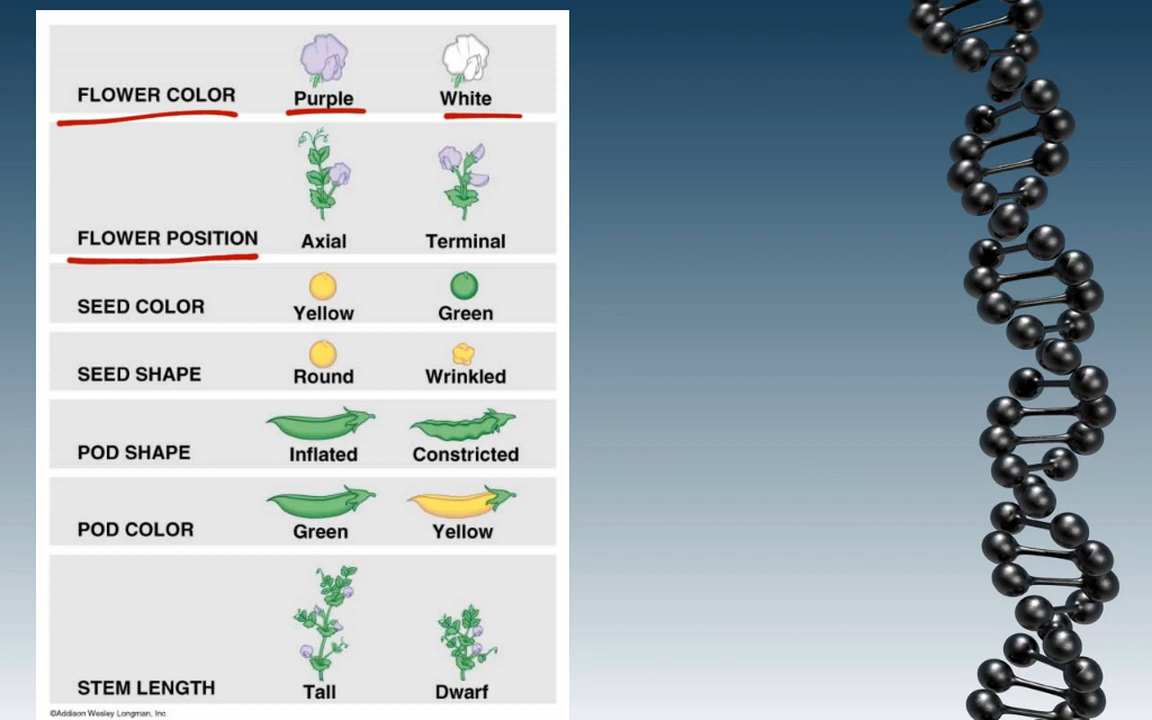 FLOWER COLOR Purple White
FLOWER POSITION Axial Terminal
SEED COLOR Yellow Green
SEED SHAPE Round Wrinkled
POD SHAPE Inflated Constricted
POD COLOR Green Yellow
STEM LENGTH Tall Dwarf
©Addison Wesley Longman, Inc.